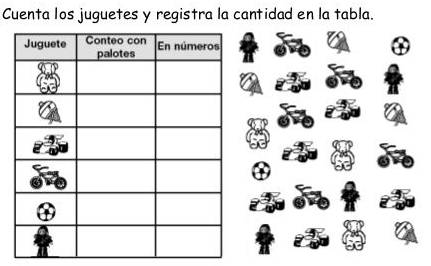 Cuenta los juguetes y registra la cantidad en la tabla.
Juguete
Conteo con
palotes
En números